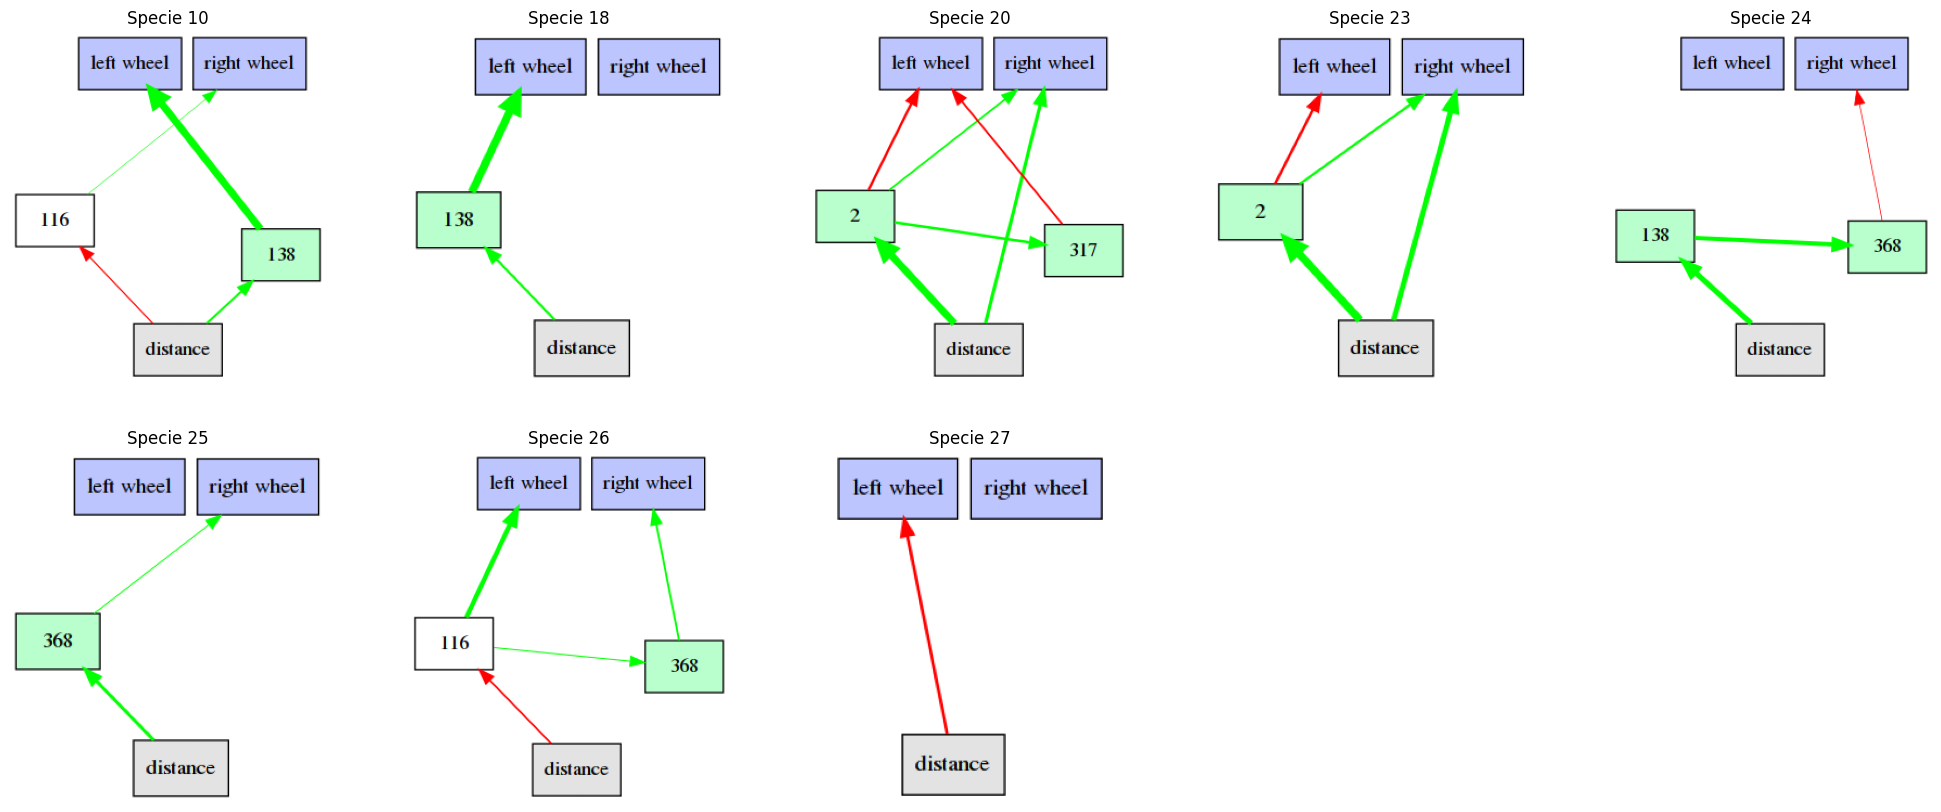 Specie 10
left wheel
right wheel
116
138
distance
Specie 18
left wheel
right wheel
138
distance
Specie 20
left wheel
right wheel
2
317
distance
Specie 23
left wheel
right wheel
2
distance
Specie 24
left wheel
right wheel
138
368
distance
Specie 25
left wheel
right wheel
368
distance
Specie 26
left wheel
right wheel
116
368
distance
Specie 27
left wheel
right wheel
distance